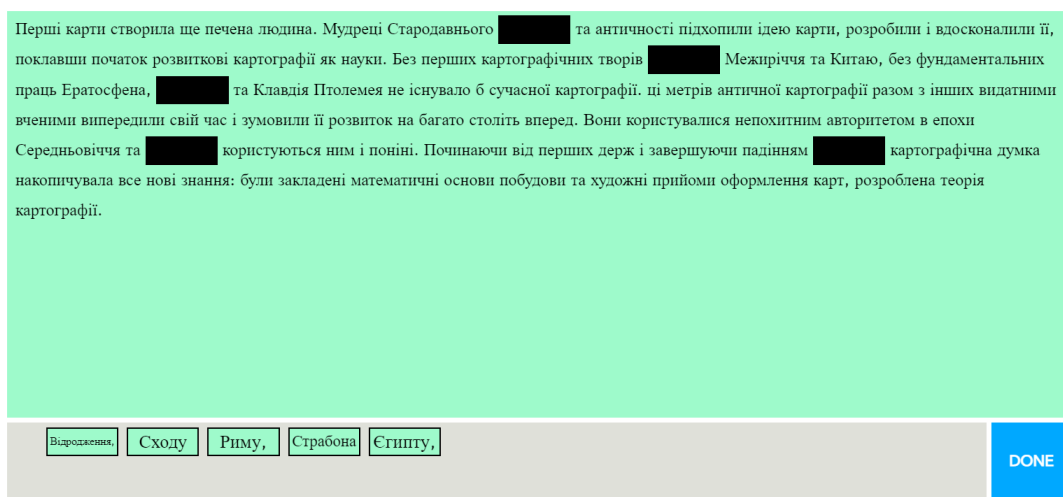 Перші карти створила ще печена людина. Мудреці Стародавнього та античності підхопили ідею карти, розробили і вдосконалили її,
поклавши початок розвиткові картографії як науки. Без перших картографічних творів Межиріччя та Китаю, без фундаментальних
праць Ератосфена, та Клавдія Птолемея не існувало б сучасної картографії. ці метрів античної картографії разом з інших видатними
вченими випередили свій час і зумовили її розвиток на багато століть вперед. Вони користувалися непохитним авторитетом в епохи
Середньовіччя та користуються ним і поніні. Починаючи від перших держ і завершуючи падінням картографічна думка
накопичувала все нові знання: були закладені математичні основи побудови та художні прийоми оформлення карт, розроблена теорія
картографії.
Відродження, Сходу Риму, Страбона Єгипту,
DONE